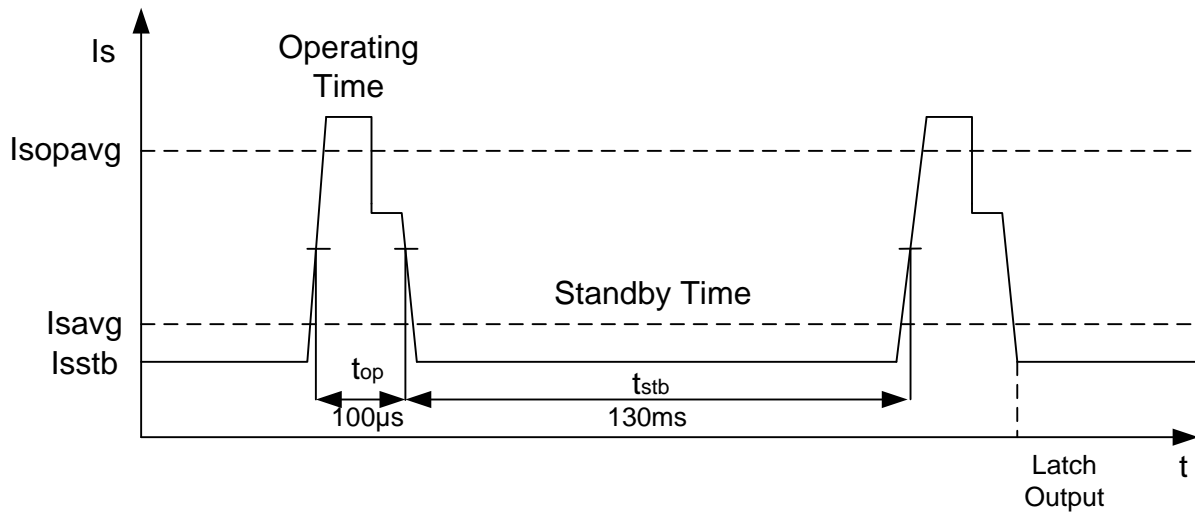 Is
Operating
Time
Isopavg
Standby Time
Isavg
Isstb
top
tstb
100µs
130ms
t
Latch
Output